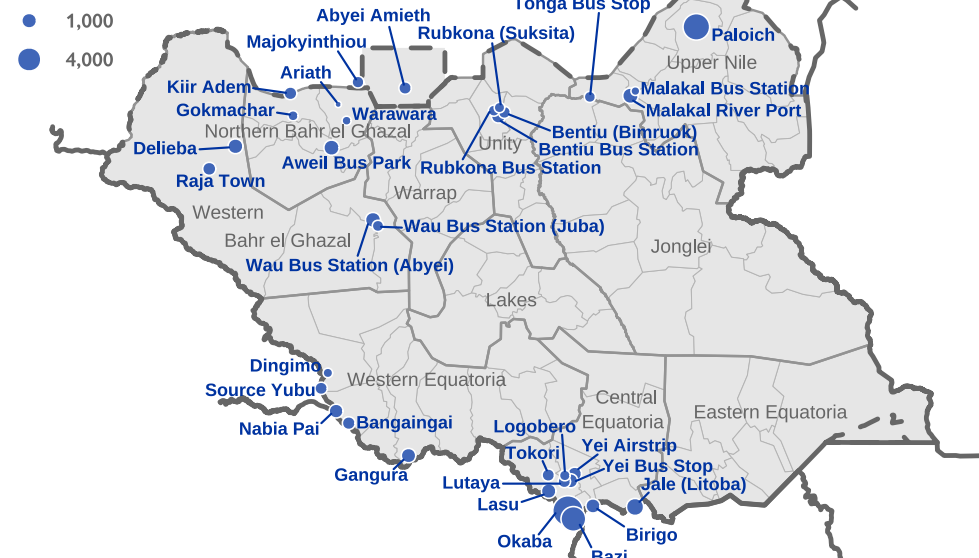 Tonga Bus Stop
Abyei Amieth
1,000
Rubkona (Suksita)
Paloich
Majokyinthiou
4,000
Upper Nile
Ariath
Kiir Adem
Malakal Bus Station
Gokmachar
Warawara
Malakal River Port
Northern Bahr el Ghazal
Bentiu (Bimruok)
Unity
Delieba
Bentiu Bus Station
Aweil Bus Park
Rubkona Bus Station
Raja Town
Warrap
Western
Wau Bus Station (Juba)
Bahr el Ghazal
Jonglei
Wau Bus Station (Abyei)
Lakes
Dingimo
Western Equatoria
Source Yubu
Central
Equatoria
Eastern Equatoria
Nabia Pai
Bangaingai
Logobero
Yei Airstrip
Tokori
Yei Bus Stop
Gangura
Lutaya
Jale (Litoba)
Lasu
Birigo
Okaba
Bazi